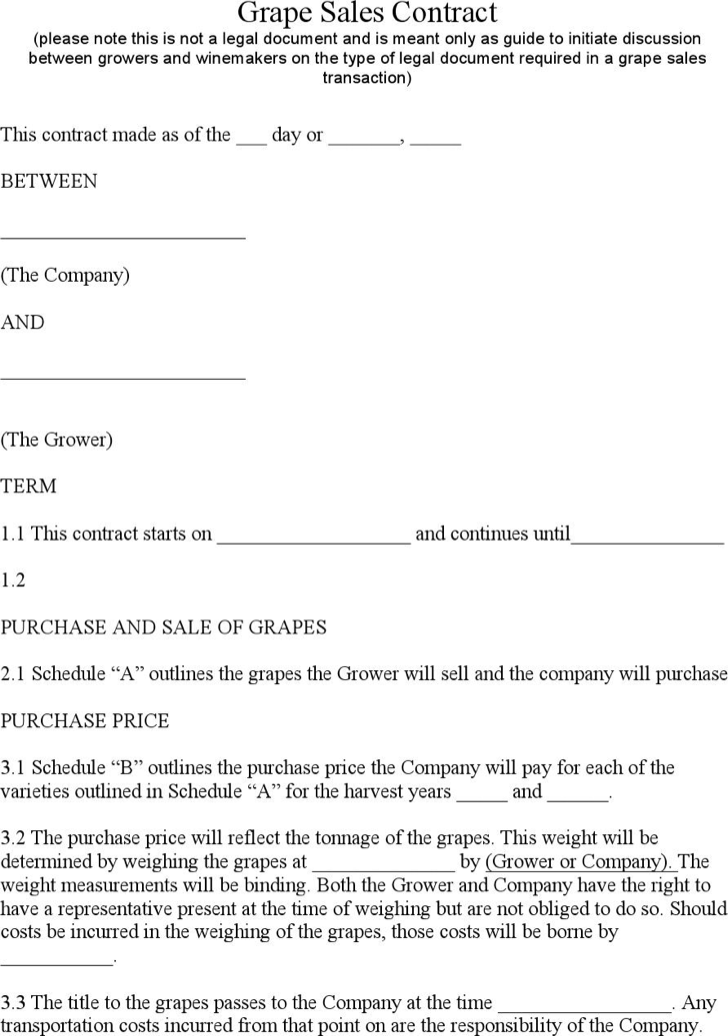 Grape Sales Contract
(please note this is not a legal document and is meant only as guide to initiate discussion
between growers and winemakers on the type of legal document required in a grape sales
transaction)
This contract made as of the ___ day or _______, _____
BETWEEN
________________________
(The Company)
AND
________________________
(The Grower)
TERM
1.1 This contract starts on ___________________ and continues until_______________
1.2
PURCHASE AND SALE OF GRAPES
2.1 Schedule “A” outlines the grapes the Grower will sell and the company will purchase
PURCHASE PRICE
3.1 Schedule “B” outlines the purchase price the Company will pay for each of the
varieties outlined in Schedule “A” for the harvest years _____ and ______.
3.2 The purchase price will reflect the tonnage of the grapes. This weight will be
determined by weighing the grapes at ______________ by (Grower or Company). The
weight measurements will be binding. Both the Grower and Company have the right to
have a representative present at the time of weighing but are not obliged to do so. Should
costs be incurred in the weighing of the grapes, those costs will be borne by
___________.
3.3 The title to the grapes passes to the Company at the time _________________. Any
transportation costs incurred from that point on are the responsibility of the Company.